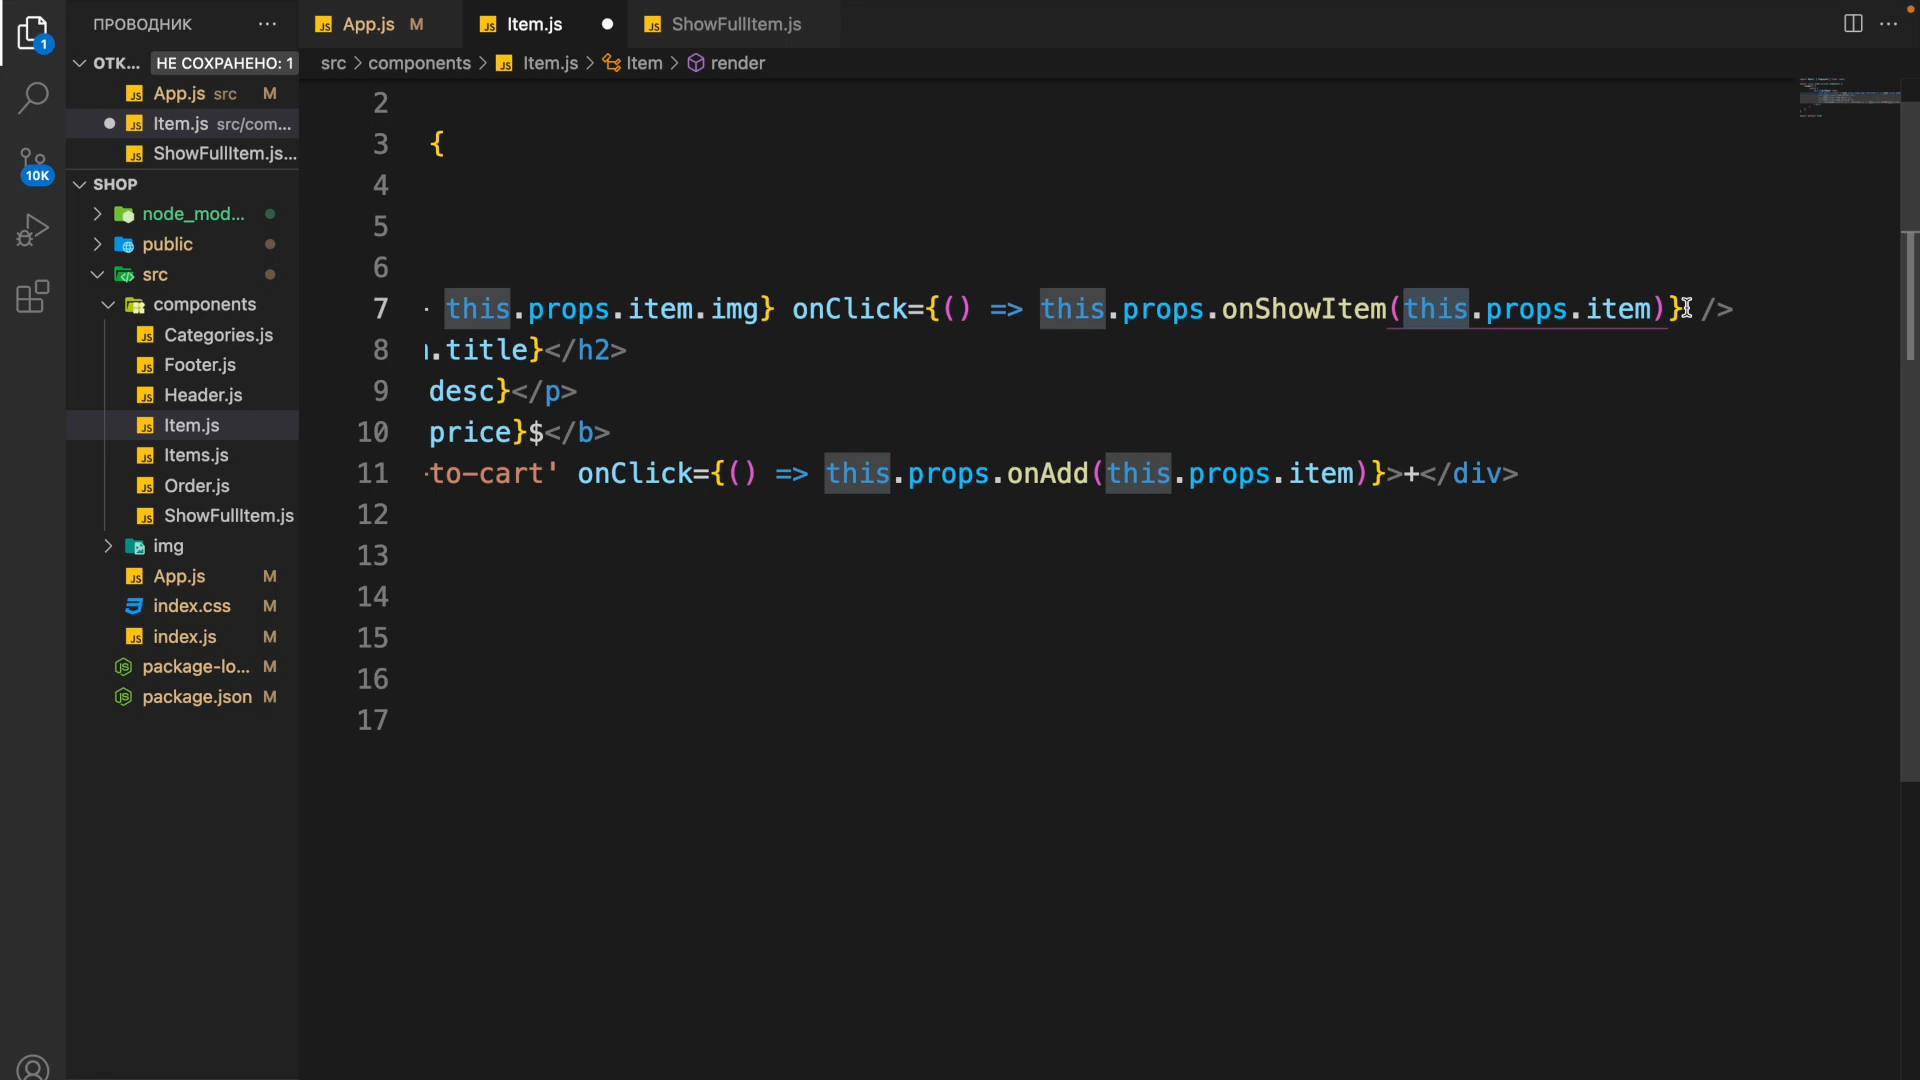 ПРОВОДНИК ···
App.js M
Item.js
ShowFullItem.js
1
ОТК... НЕ СОХРАНЕНО: 1
src > components > Item.js > Item > render
App.js src M
Item.js src/com...
ShowFullItem.js...
10K
SHOP
node_mod...
public
src
components
Categories.js
Footer.js
Header.js
Item.js
Items.js
Order.js
ShowFullItem.js
img
App.js M
index.css M
index.js M
package-lo... M
package.json M
2
3 {
4
5
6
7 this.props.item.img} onClick={() => this.props.onShowItem(this.props.item)} />
8 .title}</h2>
9 desc}</p>
10 price}$</b>
11 -to-cart' onClick={() => this.props.onAdd(this.props.item)}>+</div>
12
13
14
15
16
17